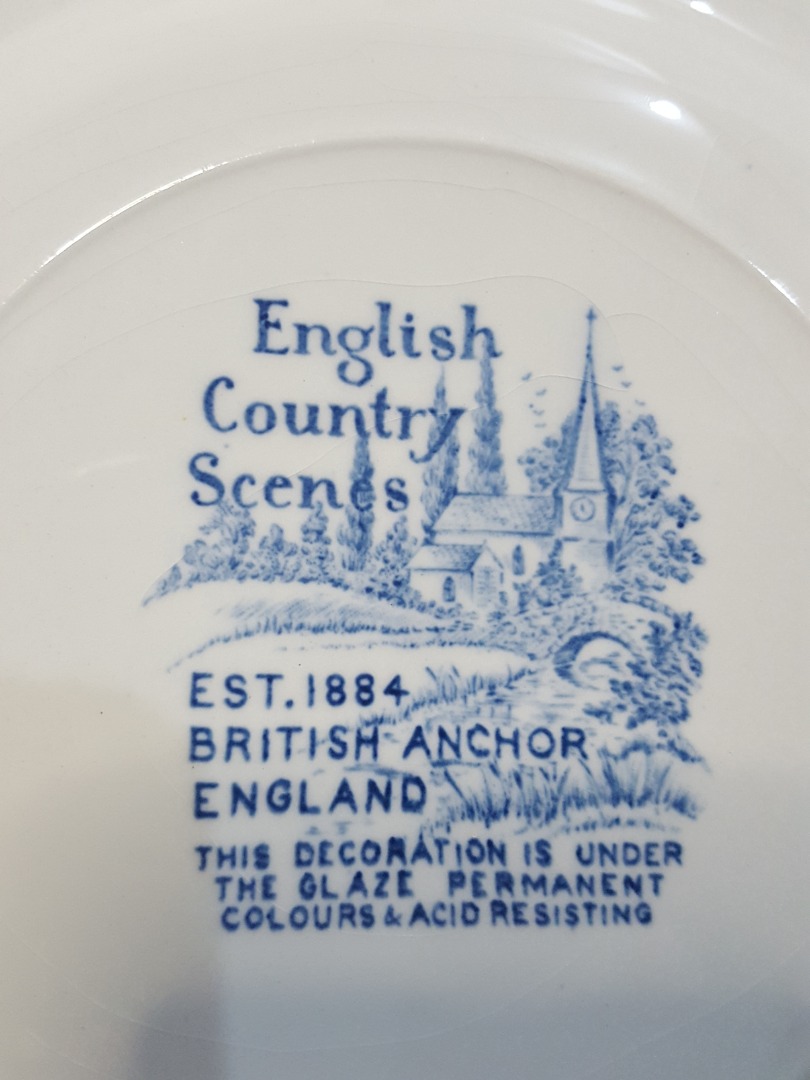 English
Country
Scenes
EST. 1884
BRITISH ANCHOR
ENGLAND
THIS DECORATION IS UNDER
THE GLAZE PERMANENT
COLOURS & ACID RESISTING